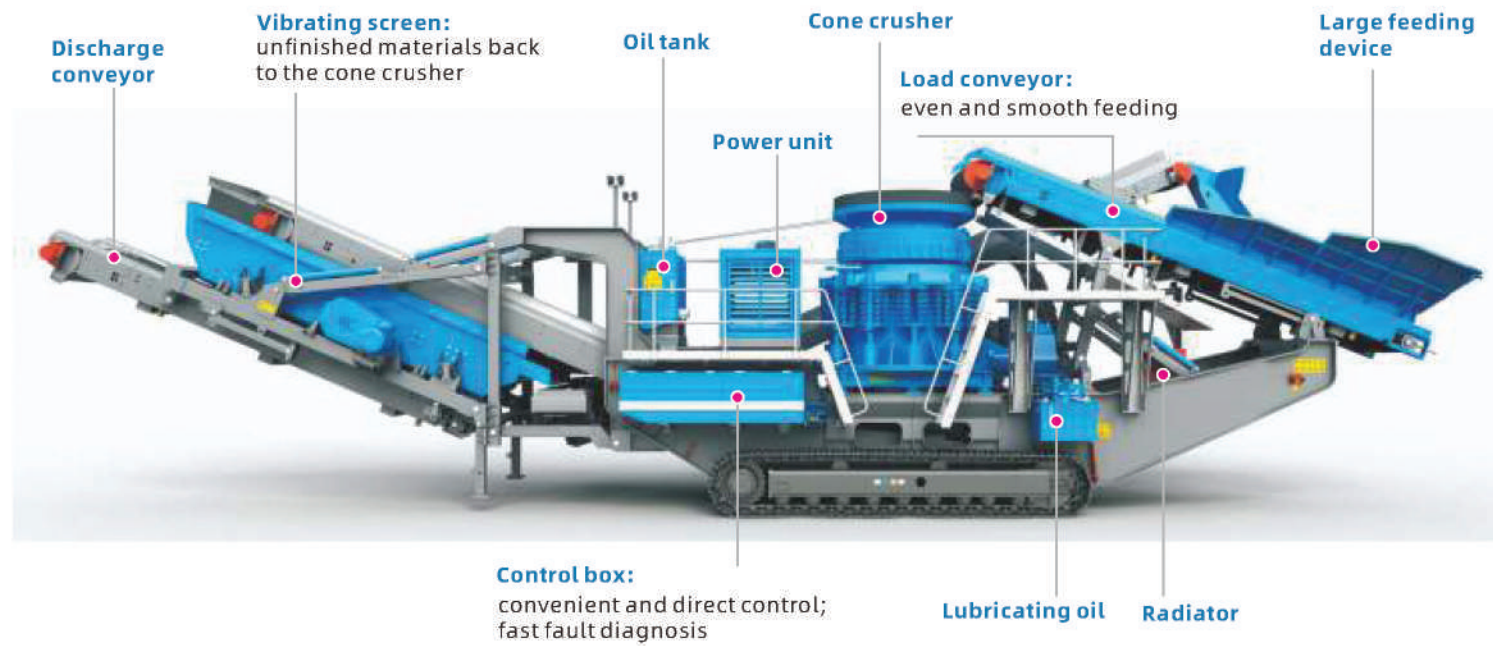 Discharge
conveyor
Vibrating screen:
unfinished materials back
to the cone crusher
Oil tank
Power unit
Cone crusher
Load conveyor:
even and smooth feeding
Large feeding
device
Control box:
convenient and direct control;
fast fault diagnosis
Lubricating oil
Radiator